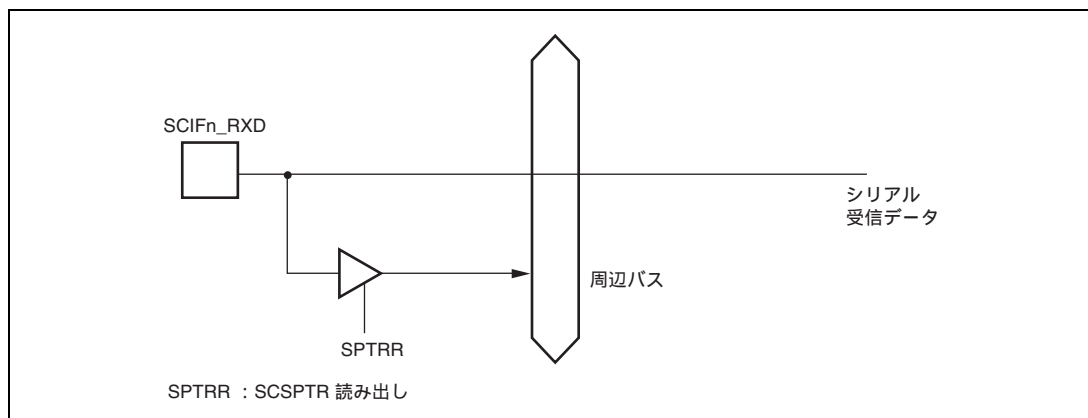 SCIFn_RXD
シリアル
受信データ
周辺バス
SPTRR
SPTRR ：SCSPTR 読み出し